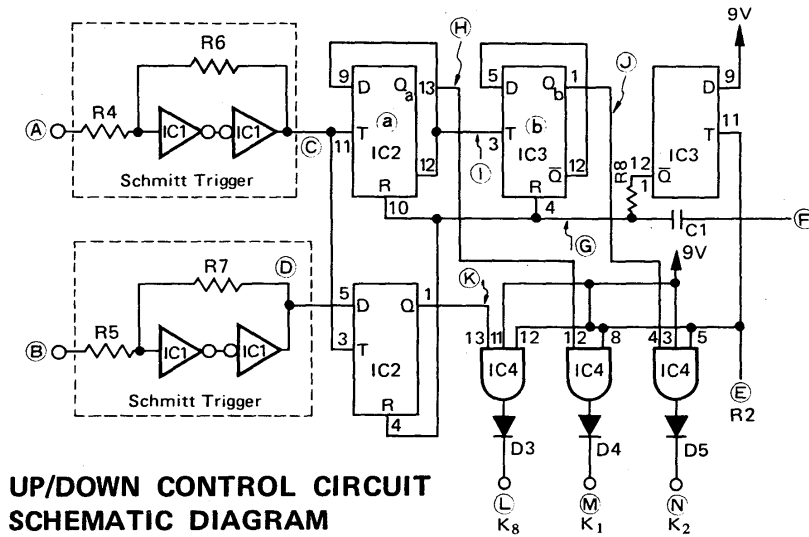 H
J
9V
R6
9
D
Qa
13
5
D
Qb
1
D
9
R4
A
IC1
IC1
C
a
T
11
IC2
12
I
b
T
3
IC3
Q
12
T
11
IC3
12
Q
R8
1
Schmitt Trigger
R
10
R
4
G
C1
F
9V
R7
D
K
5
D
Q
1
R5
B
IC1
IC1
3
T
IC2
13
11
12
1
2
8
4
3
5
IC4
IC4
IC4
E
R2
Schmitt Trigger
R
4
D3
D4
D5
UP/DOWN CONTROL CIRCUIT
SCHEMATIC DIAGRAM
L
K8
M
K1
N
K2